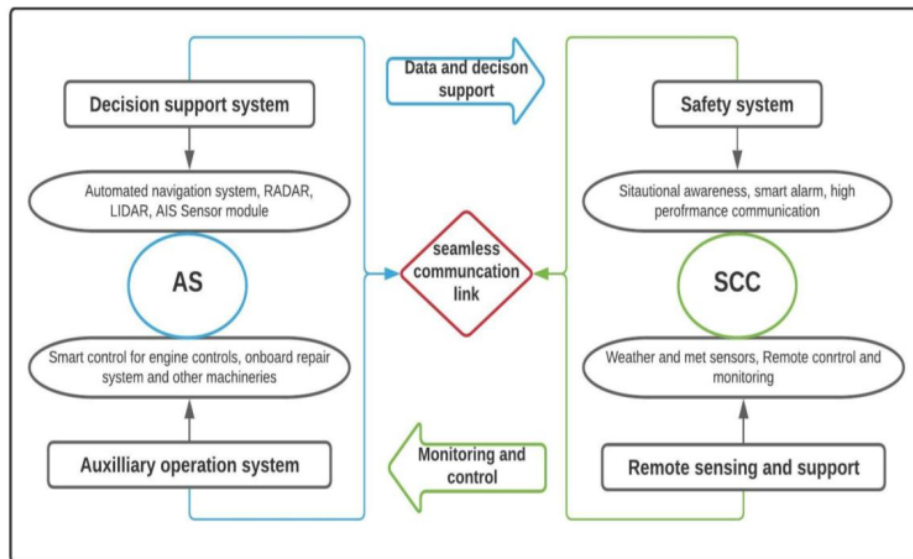 Data and decison
support
Decision support system
Safety system
Automated navigation system, RADAR,
LIDAR, AIS Sensor module
Sitautional awareness, smart alarm, high
perofrmance communication
AS
seamless
communcation
link
SCC
Smart control for engine controls, onboard repair
system and other machineries
Weather and met sensors, Remote conrtrol and
monitoring
Auxilliary operation system
Monitoring and
control
Remote sensing and support